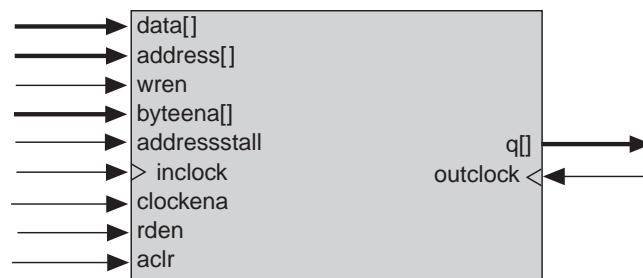 data[]
address[]
wren
byteena[]
addressstall
q[]
inclock
outclock
clockena
rden
aclr